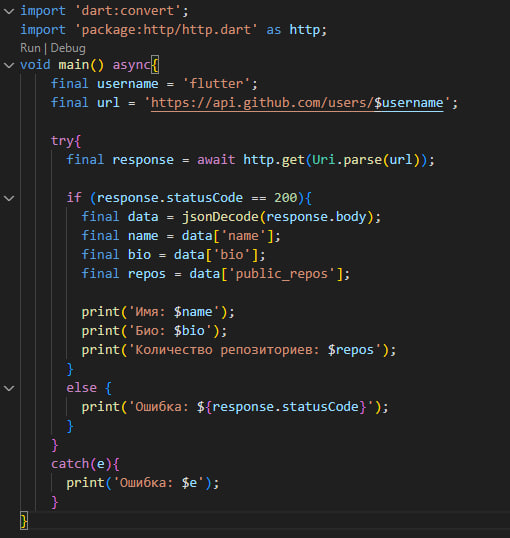 import 'dart:convert';
import 'package:http/http.dart' as http;
Run | Debug
void main() async{
final username = 'flutter';
final url = 'https://api.github.com/users/$username';
try{
final response = await http.get(Uri.parse(url));
if (response.statusCode == 200){
final data = jsonDecode(response.body);
final name = data['name'];
final bio = data['bio'];
final repos = data['public_repos'];
print('Имя: $name');
print('Био: $bio');
print('Количество репозиториев: $repos');
}
else {
print('Ошибка: ${response.statusCode}');
}
}
catch(e){
print('Ошибка: $e');
}
}